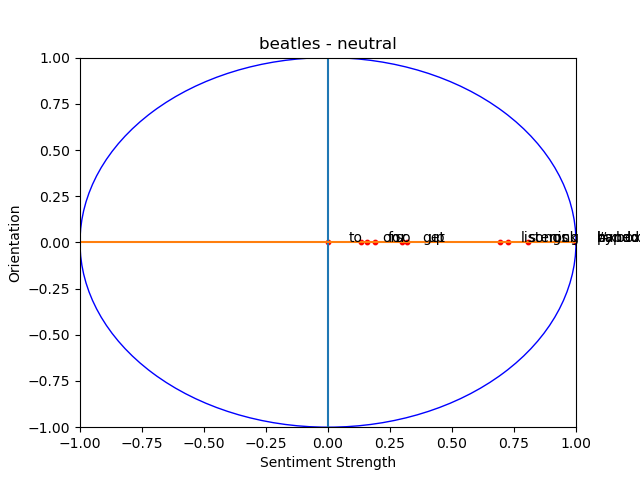 beatles - neutral
1.00
0.75
0.50
0.25
0.00
−0.25
−0.50
−0.75
−1.00
Orientation
to get listening
−1.00 −0.75 −0.50 −0.25 0.00 0.25 0.50 0.75 1.00
Sentiment Strength